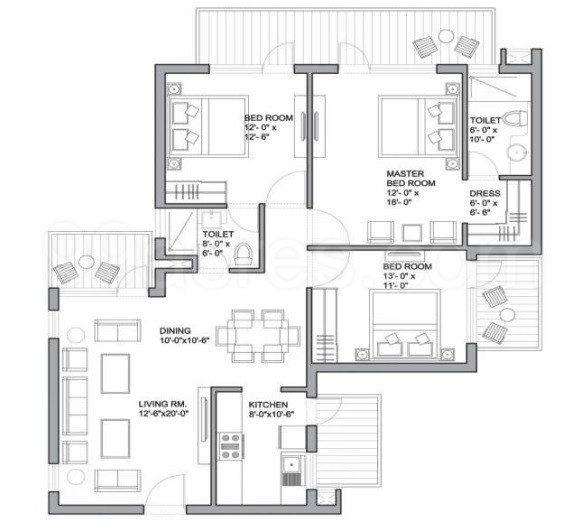 BED ROOM
12'- 0" x
12'- 6"
TOILET
6'- 0" x
10'- 0"
MASTER
BED ROOM
12'- 0" x
16'- 0"
DRESS
6'- 0" x
6'- 6"
TOILET
8'- 0" x
6'- 0"
BED ROOM
13'- 0" x
11'- 0"
DINING
10'-0"x10'-6"
LIVING RM.
12'-6"x20'-0"
KITCHEN
8'-0"x10'-6"